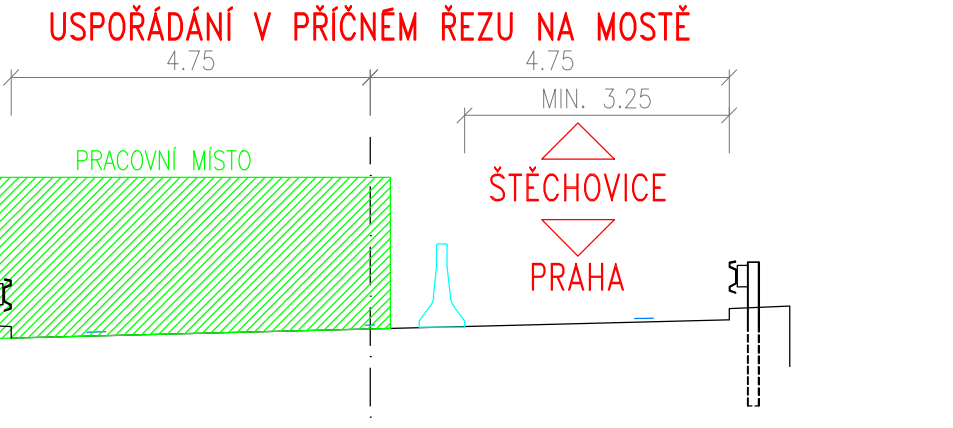 USPOŘÁDÁNÍ V PŘÍČNÉM ŘEZU NA MOSTĚ
4.75
4.75
MIN. 3.25
PRACOVNÍ MÍSTO
ŠTĚCHOVICE
PRAHA